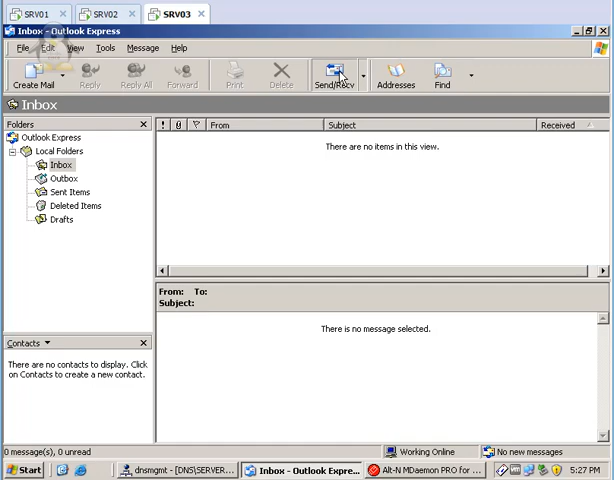 SRV01 SRV02 SRV03
Inbox - Outlook Express
File Edit View Tools Message Help
Create Mail Reply Reply All Forward Print Delete Send/Recv Addresses Find
Inbox
Folders
! From Subject Received
Outlook Express
Local Folders
Inbox
Outbox
Sent Items
Deleted Items
Drafts
There are no items in this view.
From: To:
Subject:
There is no message selected.
Contacts
There are no contacts to display. Click
on Contacts to create a new contact.
0 message(s), 0 unread Working Online No new messages
Start dnsmgmt - [DNS\SERVER... Inbox - Outlook Expre... Alt-N MDaemon PRO for ... 5:27 PM